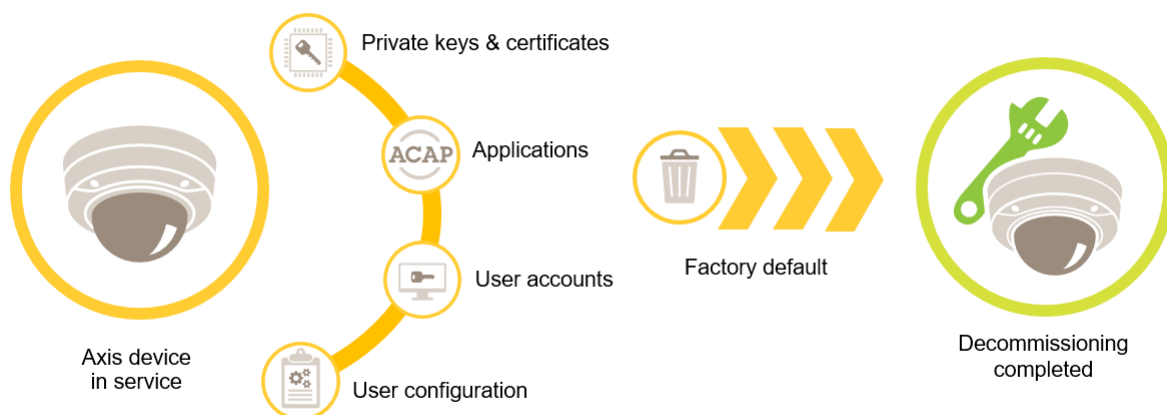 Private keys & certificates
ACAP
Applications
User accounts
User configuration
Axis device
in service
Factory default
Decommissioning
completed